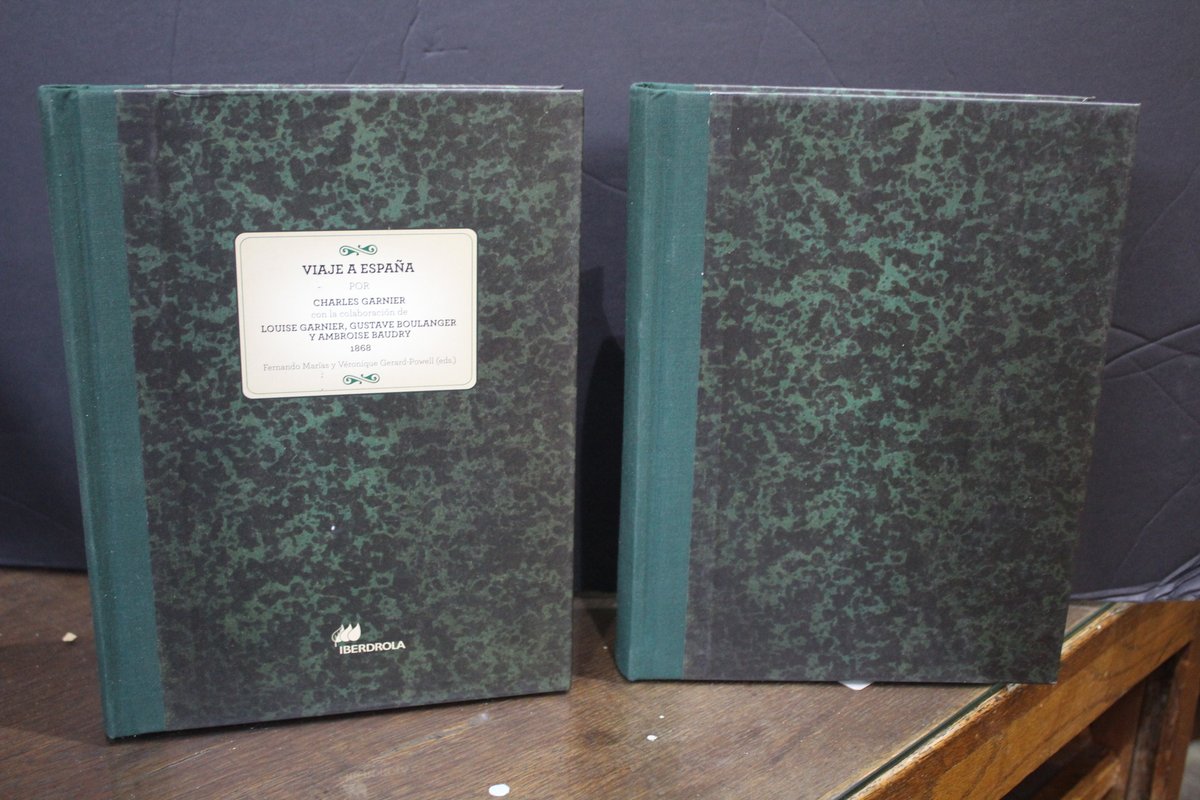 VIAJE A ESPAÑA
POR
CHARLES GARNIER
con la colaboración de
LOUISE GARNIER, GUSTAVE BOULANGER
Y AMBROISE BAUDRY
1868
Fernando Marías y Véronique Gerard-Powell (eds.)
IBERDROLA